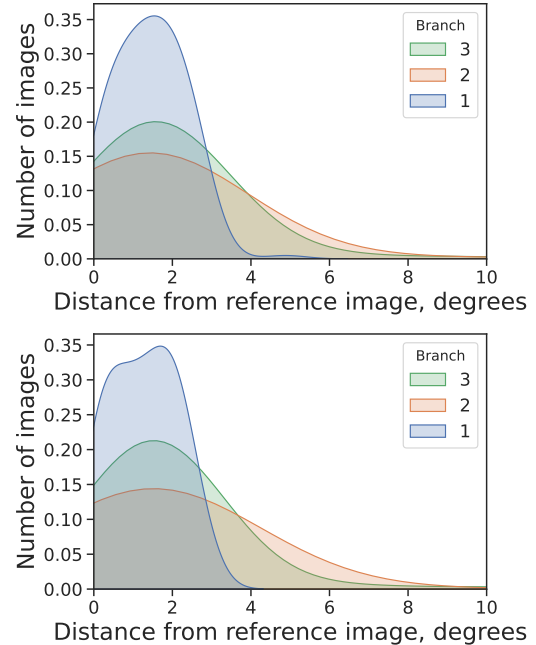 0.35
0.30
0.25
0.20
0.15
0.10
0.05
0.00
Number of images
Branch
3
2
1
0 2 4 6 8 10
Distance from reference image, degrees
0.35
0.30
0.25
0.20
0.15
0.10
0.05
0.00
Number of images
Branch
3
2
1
0 2 4 6 8 10
Distance from reference image, degrees